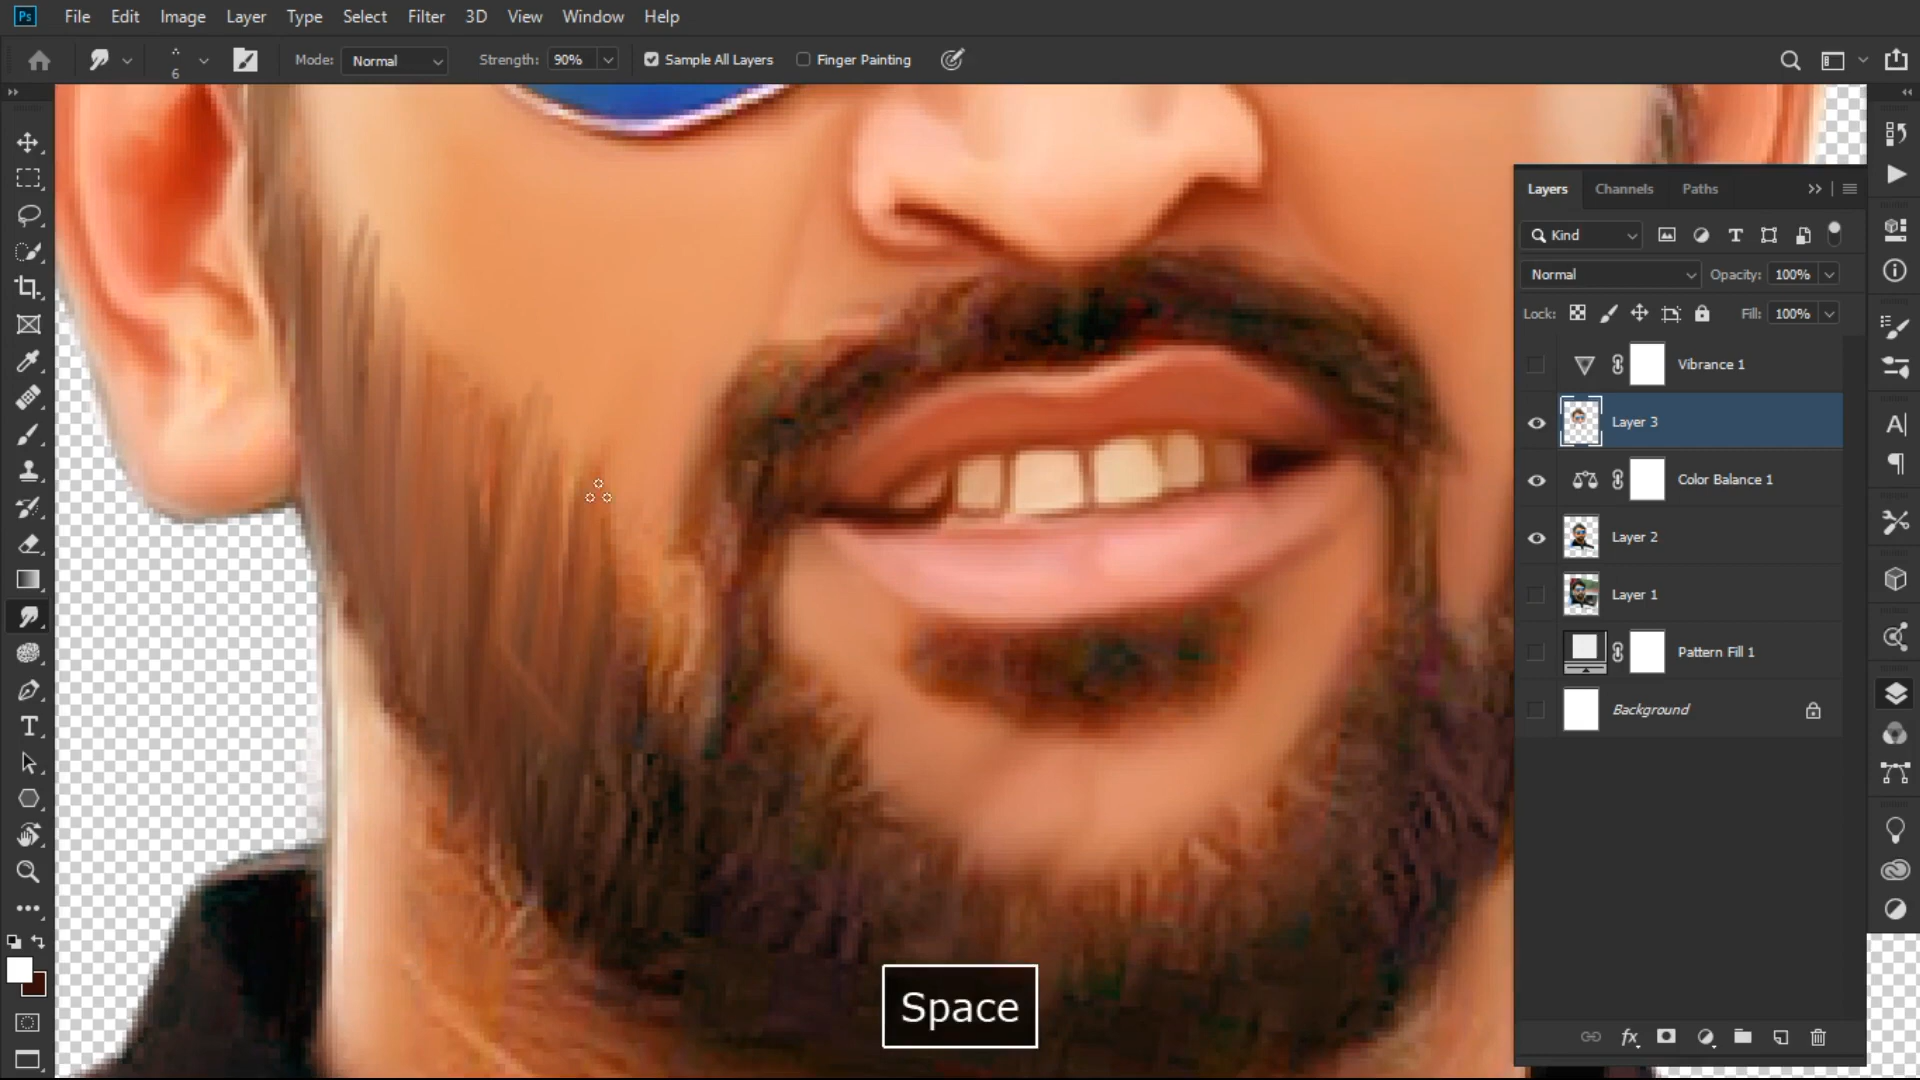 Ps File Edit Image Layer Type Select Filter 3D View Window Help
6 Mode: Normal Strength: 90% Sample All Layers Finger Painting
Layers Channels Paths
Kind
Normal Opacity: 100%
Lock: Fill: 100%
Vibrance 1
Layer 3
Color Balance 1
Layer 2
Layer 1
Pattern Fill 1
Background
fx
Space